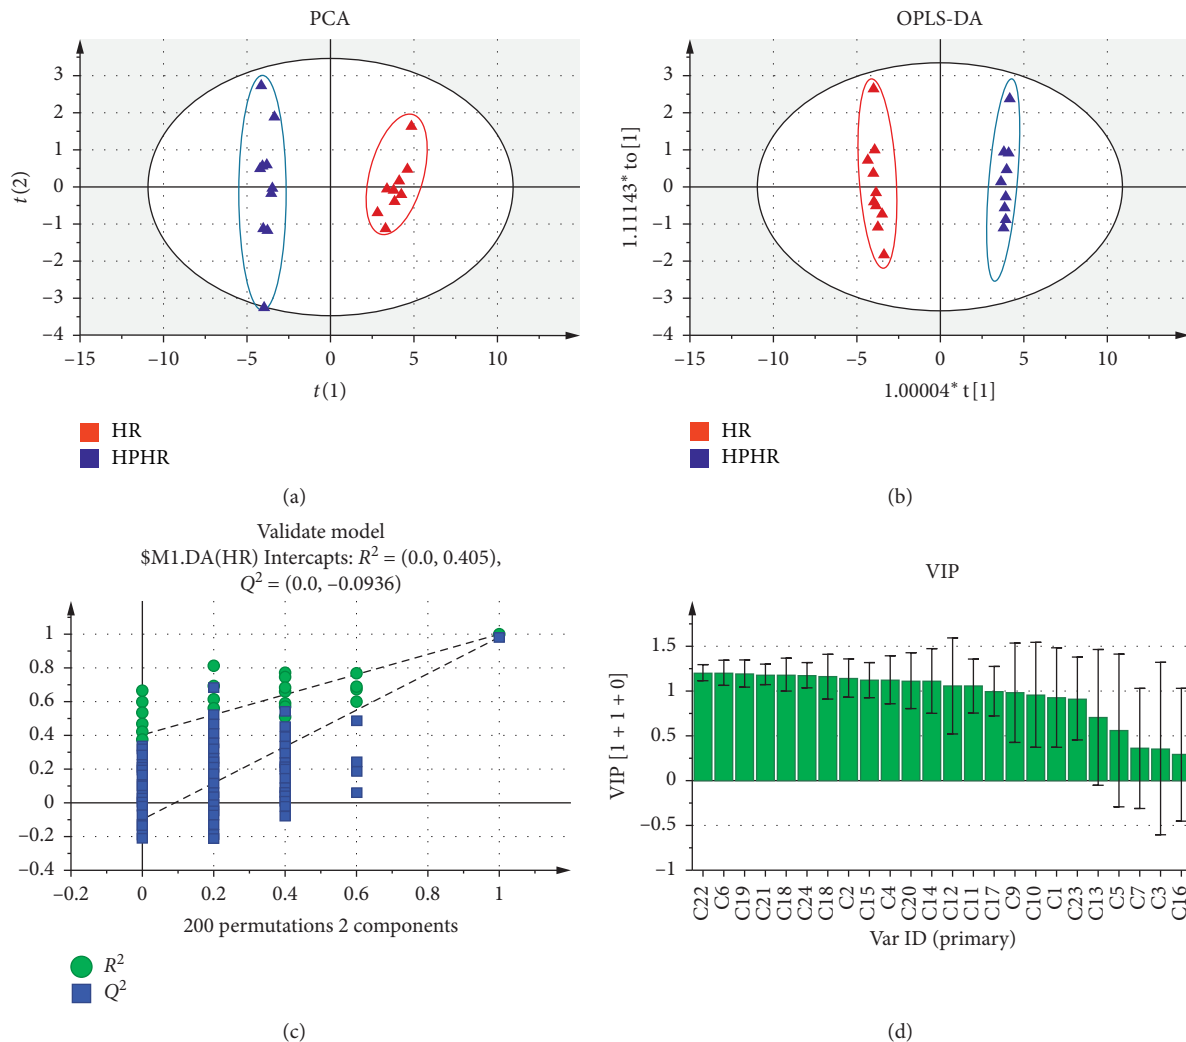 PCA
3
2
1
0
−1
−2
−3
−4
t(2)
−15
−10
−5
0
5
10
t(1)
HR
HPHR
(a)
OPLS-DA
3
2
1
0
−1
−2
−3
−4
1.11143* to [1]
−15
−10
−5
0
5
10
1.00004* t [1]
HR
HPHR
(b)
Validate model
$M1.DA(HR) Intercapts: R² = (0.0, 0.405),
Q² = (0.0, −0.0936)
1
0.8
0.6
0.4
0.2
0
−0.2
−0.4
−0.2
0
0.2
0.4
0.6
0.8
1
200 permutations 2 components
R²
Q²
(c)
VIP
1.5
1
0.5
0
−0.5
−1
VIP [1 + 1 + 0]
C22
C6
C19
C21
C18
C24
C18
C2
C15
C4
C20
C14
C12
C11
C17
C9
C10
C1
C23
C13
C5
C7
C3
C16
Var ID (primary)
(d)